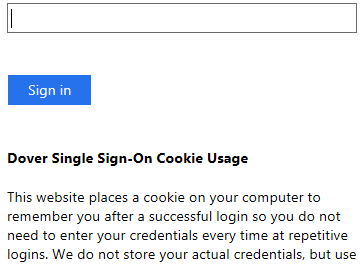 Sign in
Dover Single Sign-On Cookie Usage
This website places a cookie on your computer to
remember you after a successful login so you do not
need to enter your credentials every time at repetitive
logins. We do not store your actual credentials, but use